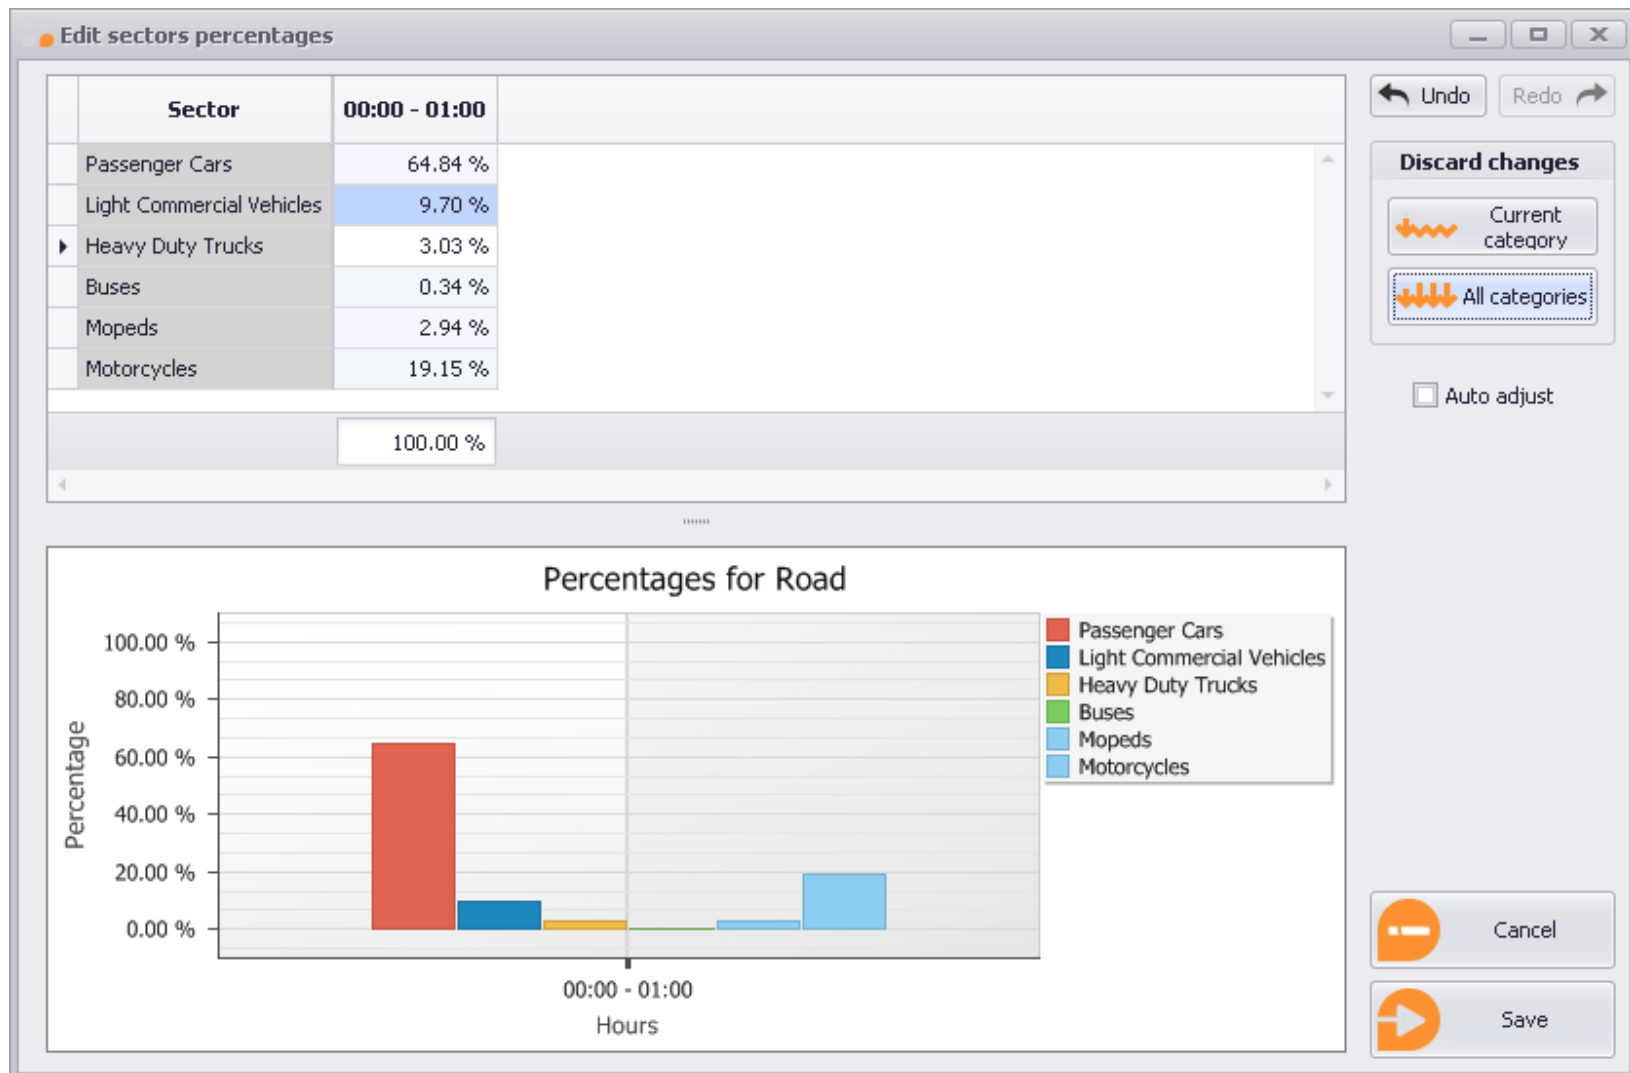 Edit sectors percentages
Sector 00:00 - 01:00
Passenger Cars 64.84 %
Light Commercial Vehicles 9.70 %
Heavy Duty Trucks 3.03 %
Buses 0.34 %
Mopeds 2.94 %
Motorcycles 19.15 %
100.00 %
Undo Redo
Discard changes
Current
category
All categories
Auto adjust
Percentages for Road
100.00 %
80.00 %
60.00 %
40.00 %
20.00 %
0.00 %
Percentage
00:00 - 01:00
Hours
Passenger Cars
Light Commercial Vehicles
Heavy Duty Trucks
Buses
Mopeds
Motorcycles
Cancel
Save